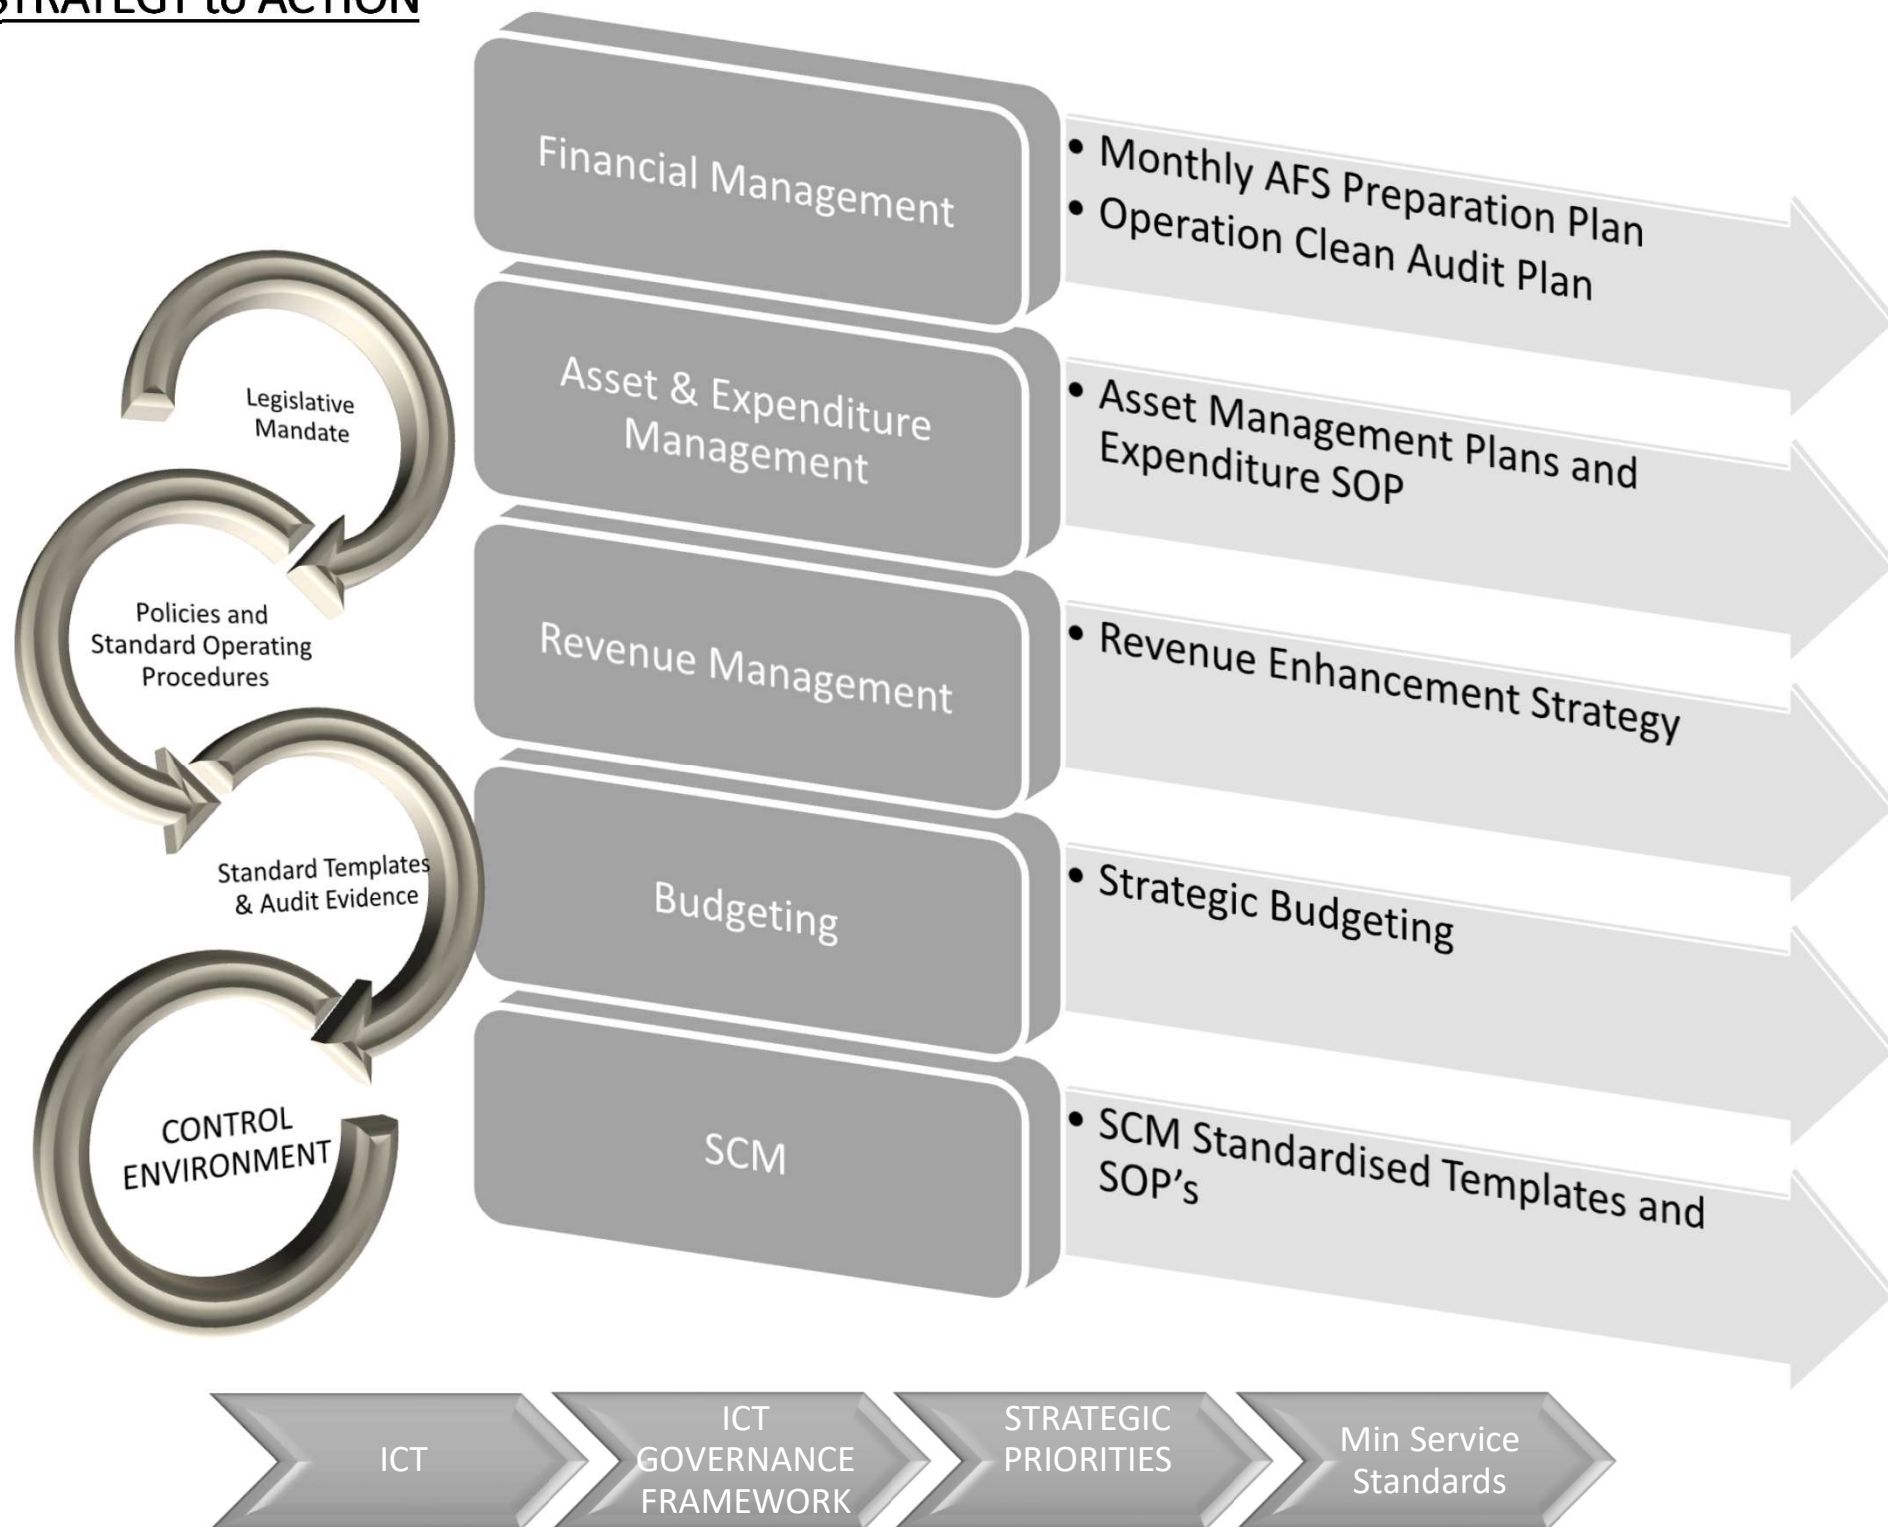 STRATEGY to ACTION
Legislative
Mandate
Policies and
Standard Operating
Procedures
Standard Templates
& Audit Evidence
CONTROL
ENVIRONMENT
Financial Management
• Monthly AFS Preparation Plan
• Operation Clean Audit Plan
Asset & Expenditure
Management
• Asset Management Plans and
Expenditure SOP
Revenue Management
• Revenue Enhancement Strategy
Budgeting
• Strategic Budgeting
SCM
• SCM Standardised Templates and
SOP’s
ICT
ICT
GOVERNANCE
FRAMEWORK
STRATEGIC
PRIORITIES
Min Service
Standards